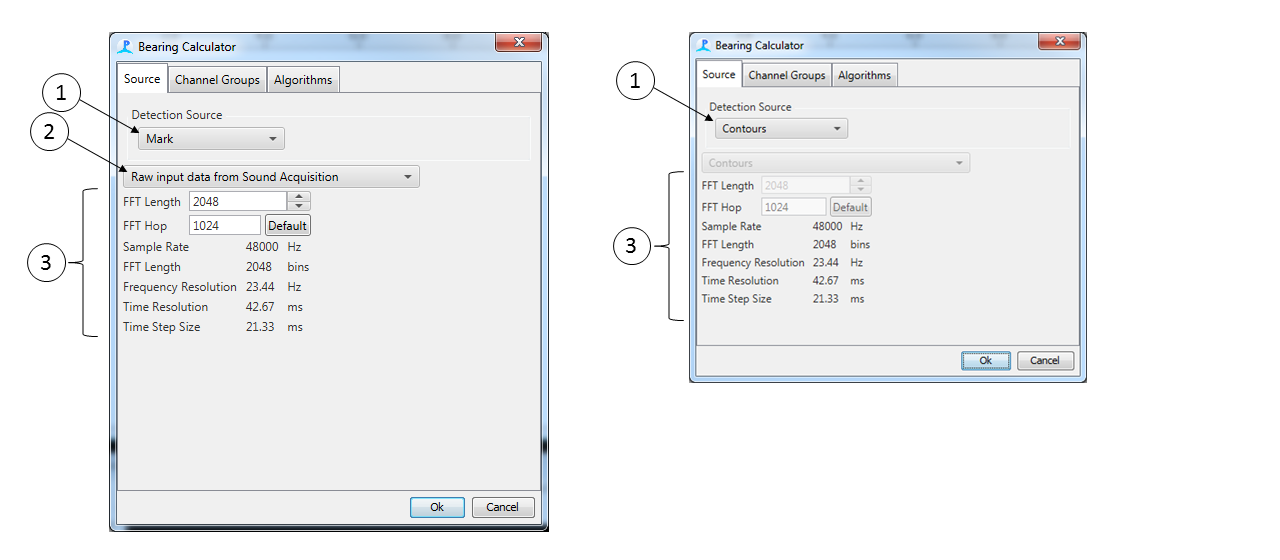 Bearing Calculator
Source Channel Groups Algorithms
1
Detection Source
Mark
2
Raw input data from Sound Acquisition
FFT Length 2048
FFT Hop 1024 Default
Sample Rate 48000 Hz
3
FFT Length 2048 bins
Frequency Resolution 23.44 Hz
Time Resolution 42.67 ms
Time Step Size 21.33 ms
Ok Cancel
Bearing Calculator
Source Channel Groups Algorithms
1
Detection Source
Contours
Contours
FFT Length 2048
FFT Hop 1024 Default
Sample Rate 48000 Hz
3
FFT Length 2048 bins
Frequency Resolution 23.44 Hz
Time Resolution 42.67 ms
Time Step Size 21.33 ms
Ok Cancel